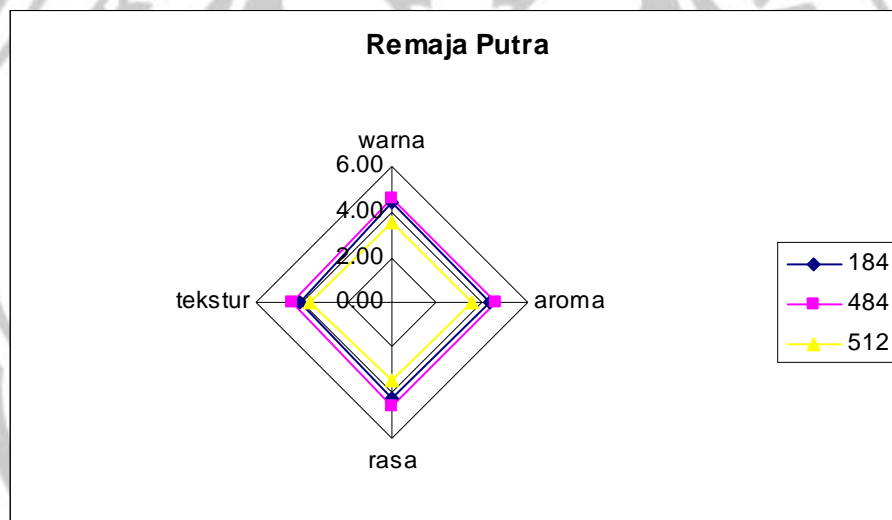 Remaja Putra
warna
6.00
4.00
2.00
0.00
tekstur
aroma
rasa
184
484
512